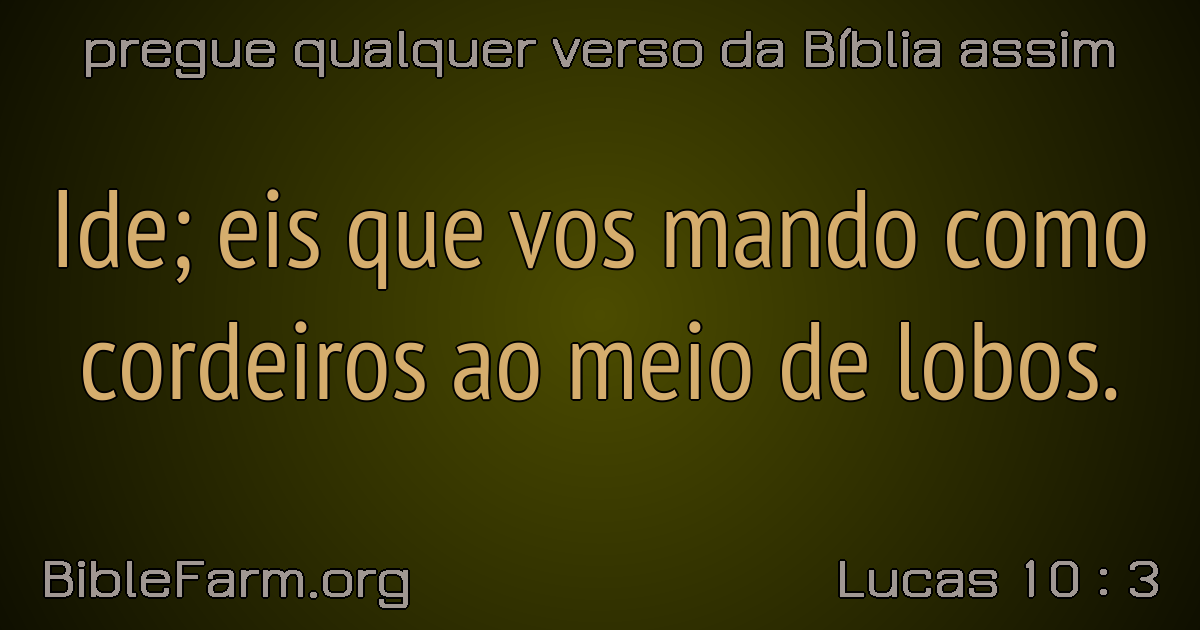 pregue qualquer verso da Bíblia assim
Ide; eis que vos mando como
cordeiros ao meio de lobos.
BibleFarm.org
Lucas 10 : 3